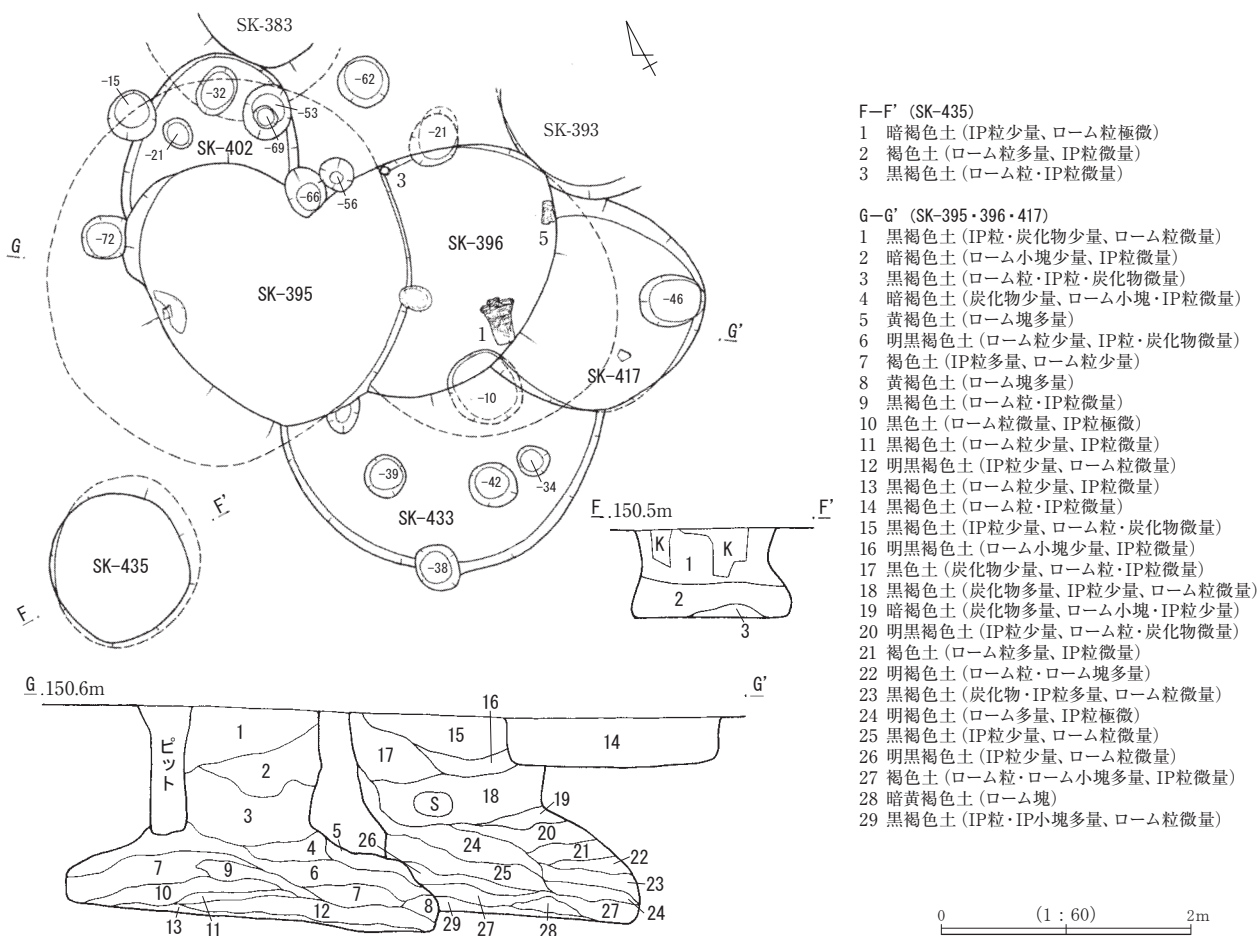 SK-383
-15
-32
-62
-53
-21
-21
SK-393
SK-402
-69
3
-66
-56
-72
SK-396
5
G
SK-395
-46
1
G'
SK-417
-10
-39
-42
-34
F'
SK-433
SK-435
-38
F
F .150.5m
F'
K
K
1
2
3
G .150.6m
G'
16
ピット
1
15
14
17
2
18
S
3
19
5
20
4
26
24
21
22
7
9
6
25
23
10
7
24
12
8
27
13
11
29
27
28
F—F' (SK-435)
1 暗褐色土 (IP粒少量、ローム粒極微)
2 褐色土 (ローム粒多量、IP粒微量)
3 黒褐色土 (ローム粒・IP粒微量)
G—G' (SK-395・396・417)
1 黒褐色土 (IP粒・炭化物少量、ローム粒微量)
2 暗褐色土 (ローム小塊少量、IP粒微量)
3 黒褐色土 (ローム粒・IP粒・炭化物微量)
4 暗褐色土 (炭化物少量、ローム小塊・IP粒微量)
5 黄褐色土 (ローム塊多量)
6 明黒褐色土 (ローム粒少量、IP粒・炭化物微量)
7 褐色土 (IP粒多量、ローム粒少量)
8 黄褐色土 (ローム塊多量)
9 黒褐色土 (ローム粒・IP粒微量)
10 黒色土 (ローム粒微量、IP粒極微)
11 黒褐色土 (ローム粒少量、IP粒微量)
12 明黒褐色土 (IP粒少量、ローム粒微量)
13 黒褐色土 (ローム粒少量、IP粒微量)
14 黒褐色土 (ローム粒・IP粒微量)
15 黒褐色土 (IP粒少量、ローム粒・炭化物微量)
16 明黒褐色土 (ローム小塊少量、IP粒微量)
17 黒色土 (炭化物少量、ローム粒・IP粒微量)
18 黒褐色土 (炭化物多量、IP粒少量、ローム粒微量)
19 暗褐色土 (炭化物多量、ローム小塊・IP粒少量)
20 明黒褐色土 (IP粒少量、ローム粒・炭化物微量)
21 褐色土 (ローム粒多量、IP粒微量)
22 明褐色土 (ローム粒・ローム塊多量)
23 黒褐色土 (炭化物・IP粒多量、ローム粒微量)
24 明褐色土 (ローム多量、IP粒極微)
25 黒褐色土 (IP粒少量、ローム粒微量)
26 明黒褐色土 (IP粒少量、ローム粒微量)
27 褐色土 (ローム粒・ローム小塊多量、IP粒微量)
28 暗黄褐色土 (ローム塊)
29 黒褐色土 (IP粒・IP小塊多量、ローム粒微量)
0 (1：60) 2m